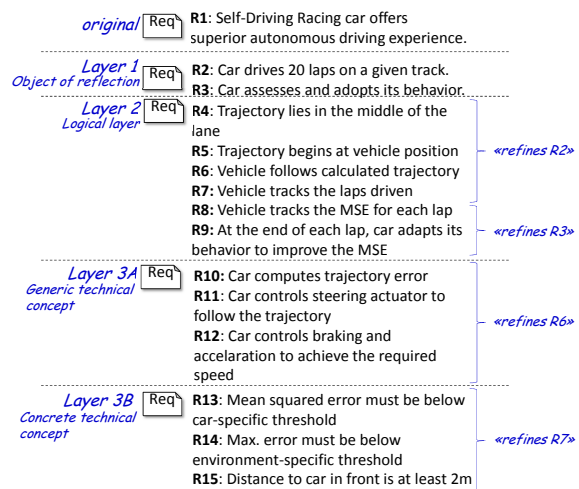 original Req R1: Self-Driving Racing car offers
superior autonomous driving experience.
Layer 1
Object of reflection
Req R2: Car drives 20 laps on a given track.
R3: Car assesses and adopts its behavior.
Layer 2
Logical layer
Req R4: Trajectory lies in the middle of the
lane
R5: Trajectory begins at vehicle position
«refines R2»
R6: Vehicle follows calculated trajectory
R7: Vehicle tracks the laps driven
R8: Vehicle tracks the MSE for each lap
R9: At the end of each lap, car adapts its
«refines R3»
behavior to improve the MSE
Layer 3A
Generic technical
concept
Req R10: Car computes trajectory error
R11: Car controls steering actuator to
follow the trajectory
«refines R6»
R12: Car controls braking and
accelaration to achieve the required
speed
Layer 3B
Concrete technical
concept
Req R13: Mean squared error must be below
car-specific threshold
R14: Max. error must be below
«refines R7»
environment-specific threshold
R15: Distance to car in front is at least 2m